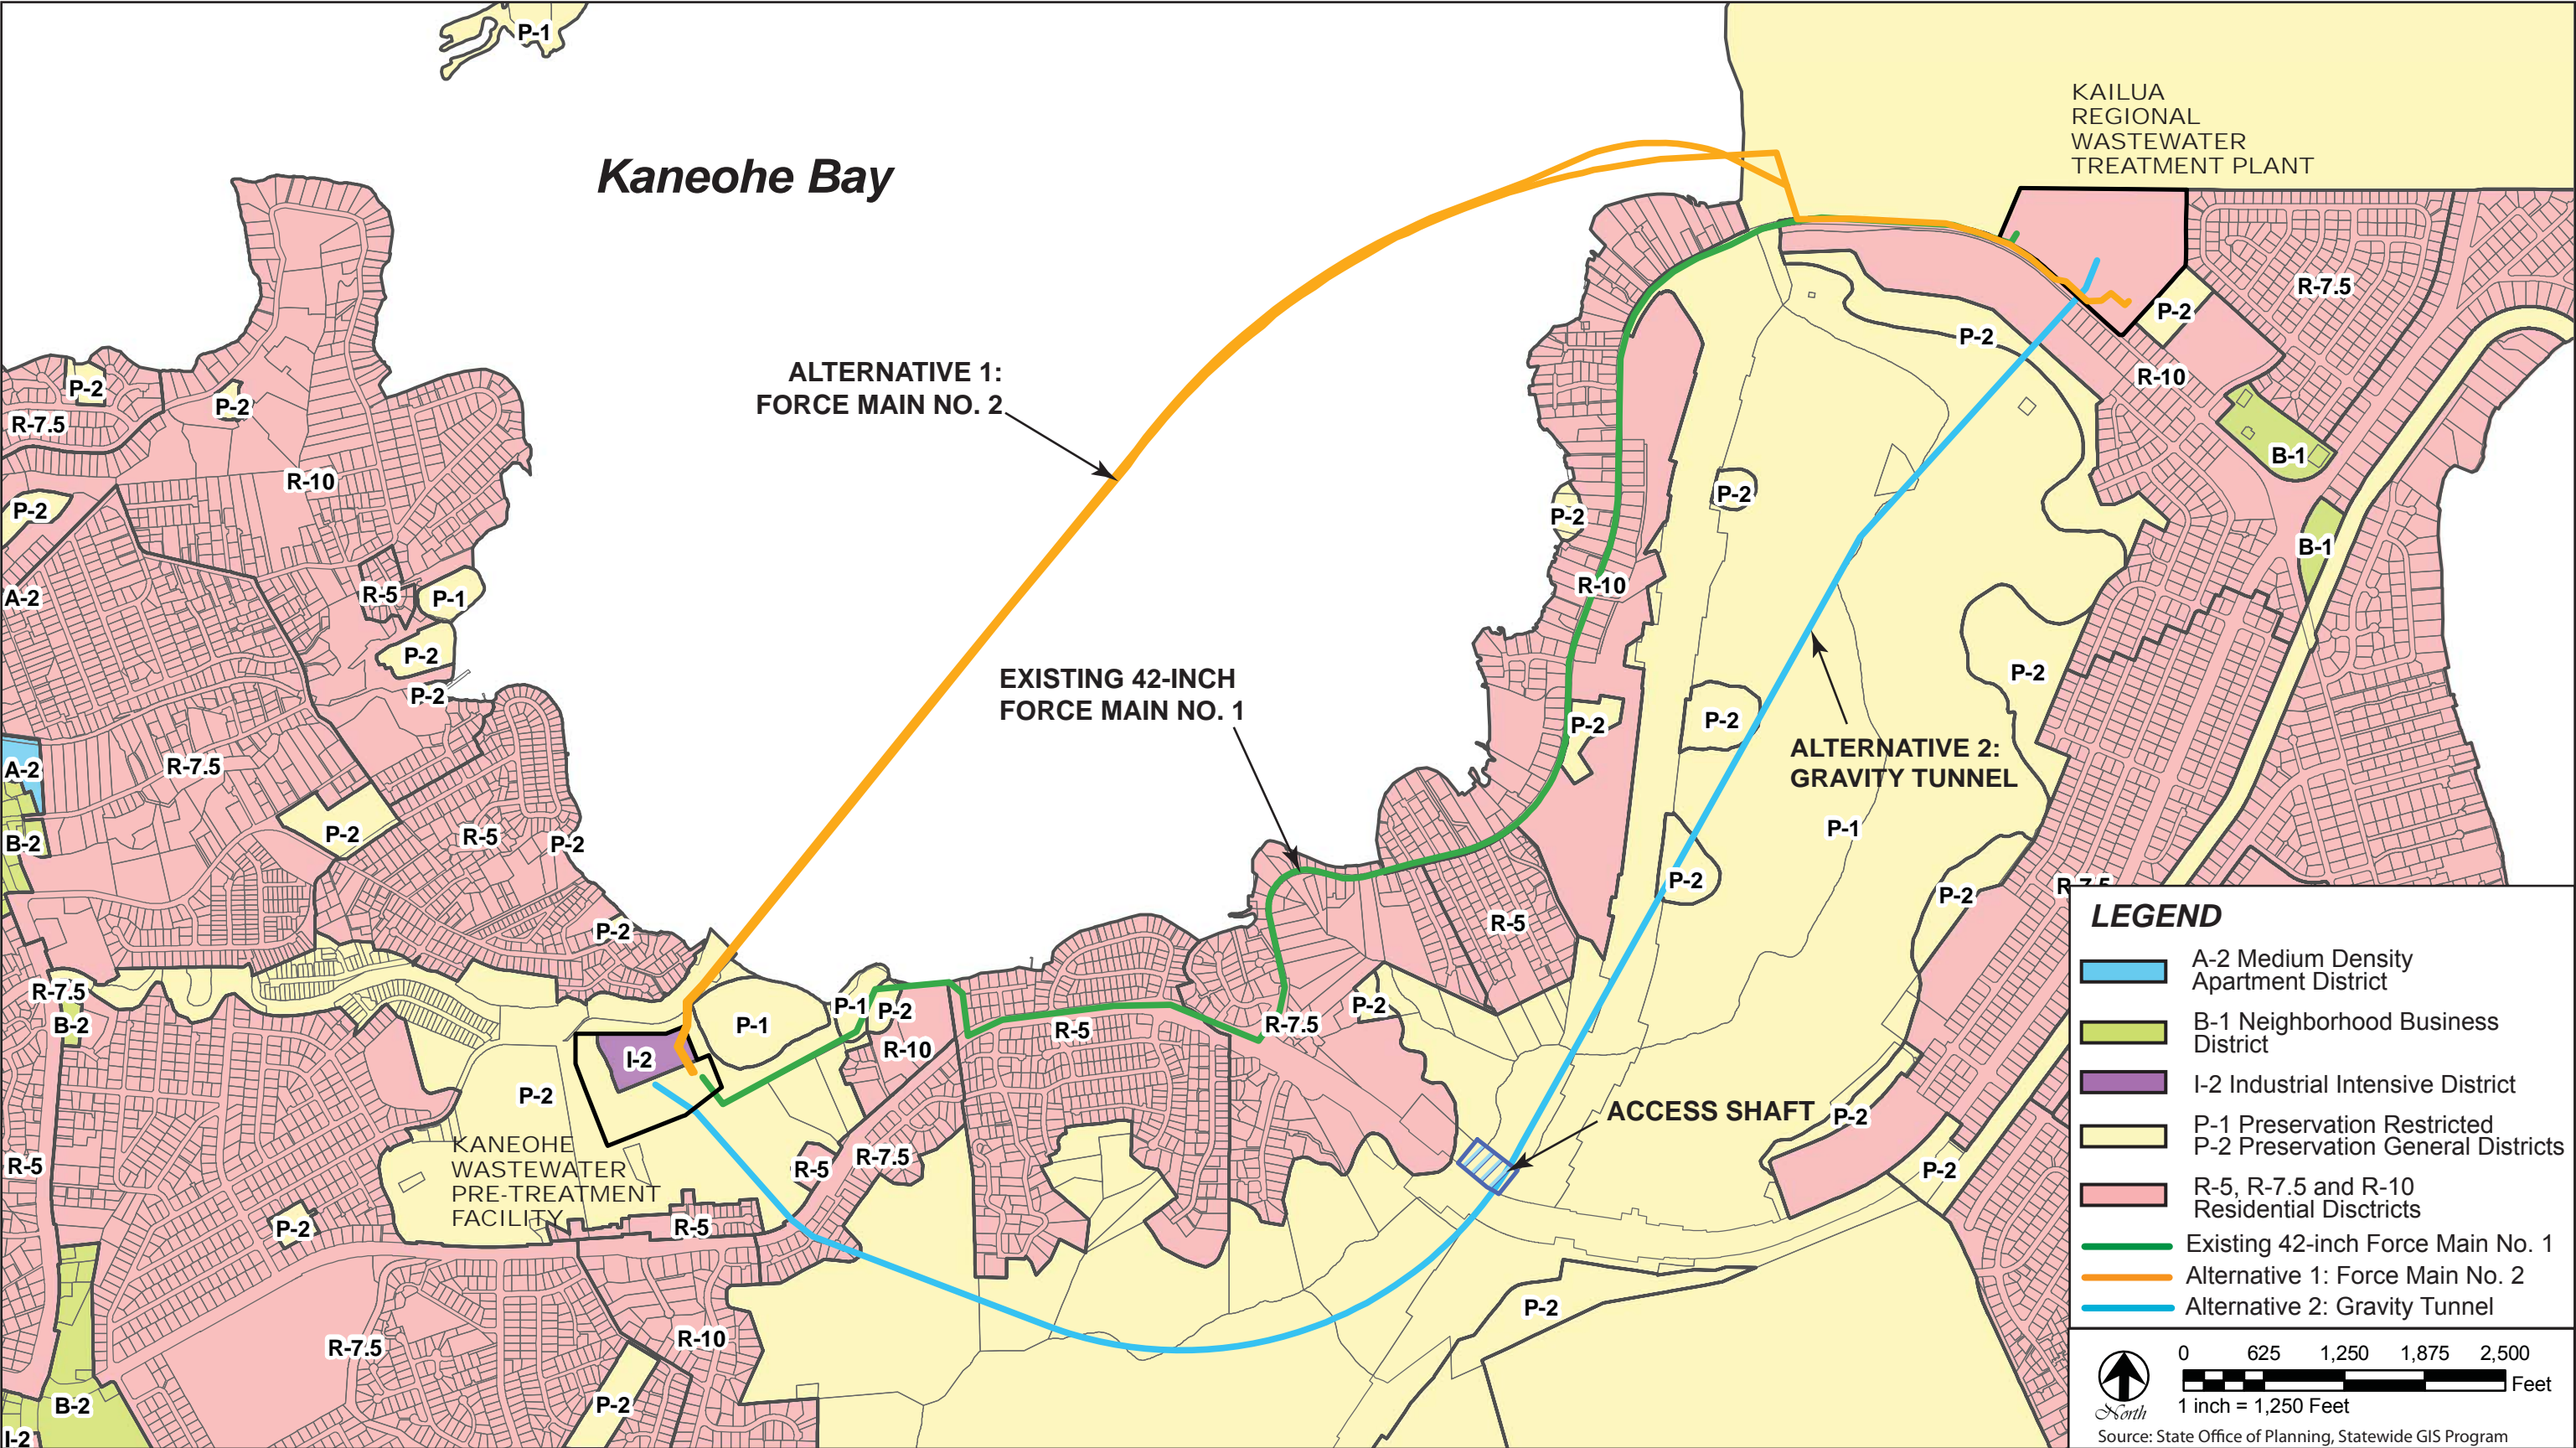 P-1
KAILUA
REGIONAL
WASTEWATER
TREATMENT PLANT
Kaneohe Bay
R-7.5
P-2
P-2
R-10
B-1
B-1
ALTERNATIVE 1:
FORCE MAIN NO. 2
P-2
P-2
R-7.5
R-10
P-2
A-2
R-5
P-1
P-2
P-2
A-2
R-7.5
B-2
P-2
R-5
P-2
P-2
P-2
P-2
R-10
EXISTING 42-INCH
FORCE MAIN NO. 1
P-2
P-2
P-2
ALTERNATIVE 2:
GRAVITY TUNNEL
P-1
P-2
P-2
R-7.5
R-5
R-7.5
B-2
P-1
P-1
P-2
R-10
R-5
R-7.5
P-2
I-2
P-2
KANEOHE
WASTEWATER
PRE-TREATMENT
FACILITY
R-5
R-7.5
ACCESS SHAFT
P-2
P-2
R-5
P-2
R-5
P-2
R-7.5
R-10
B-2
P-2
I-2
LEGEND
A-2 Medium Density
Apartment District
B-1 Neighborhood Business
District
I-2 Industrial Intensive District
P-1 Preservation Restricted
P-2 Preservation General Districts
R-5, R-7.5 and R-10
Residential Disctricts
Existing 42-inch Force Main No. 1
Alternative 1: Force Main No. 2
Alternative 2: Gravity Tunnel
0 625 1,250 1,875 2,500
Feet
North
1 inch = 1,250 Feet
Source: State Office of Planning, Statewide GIS Program